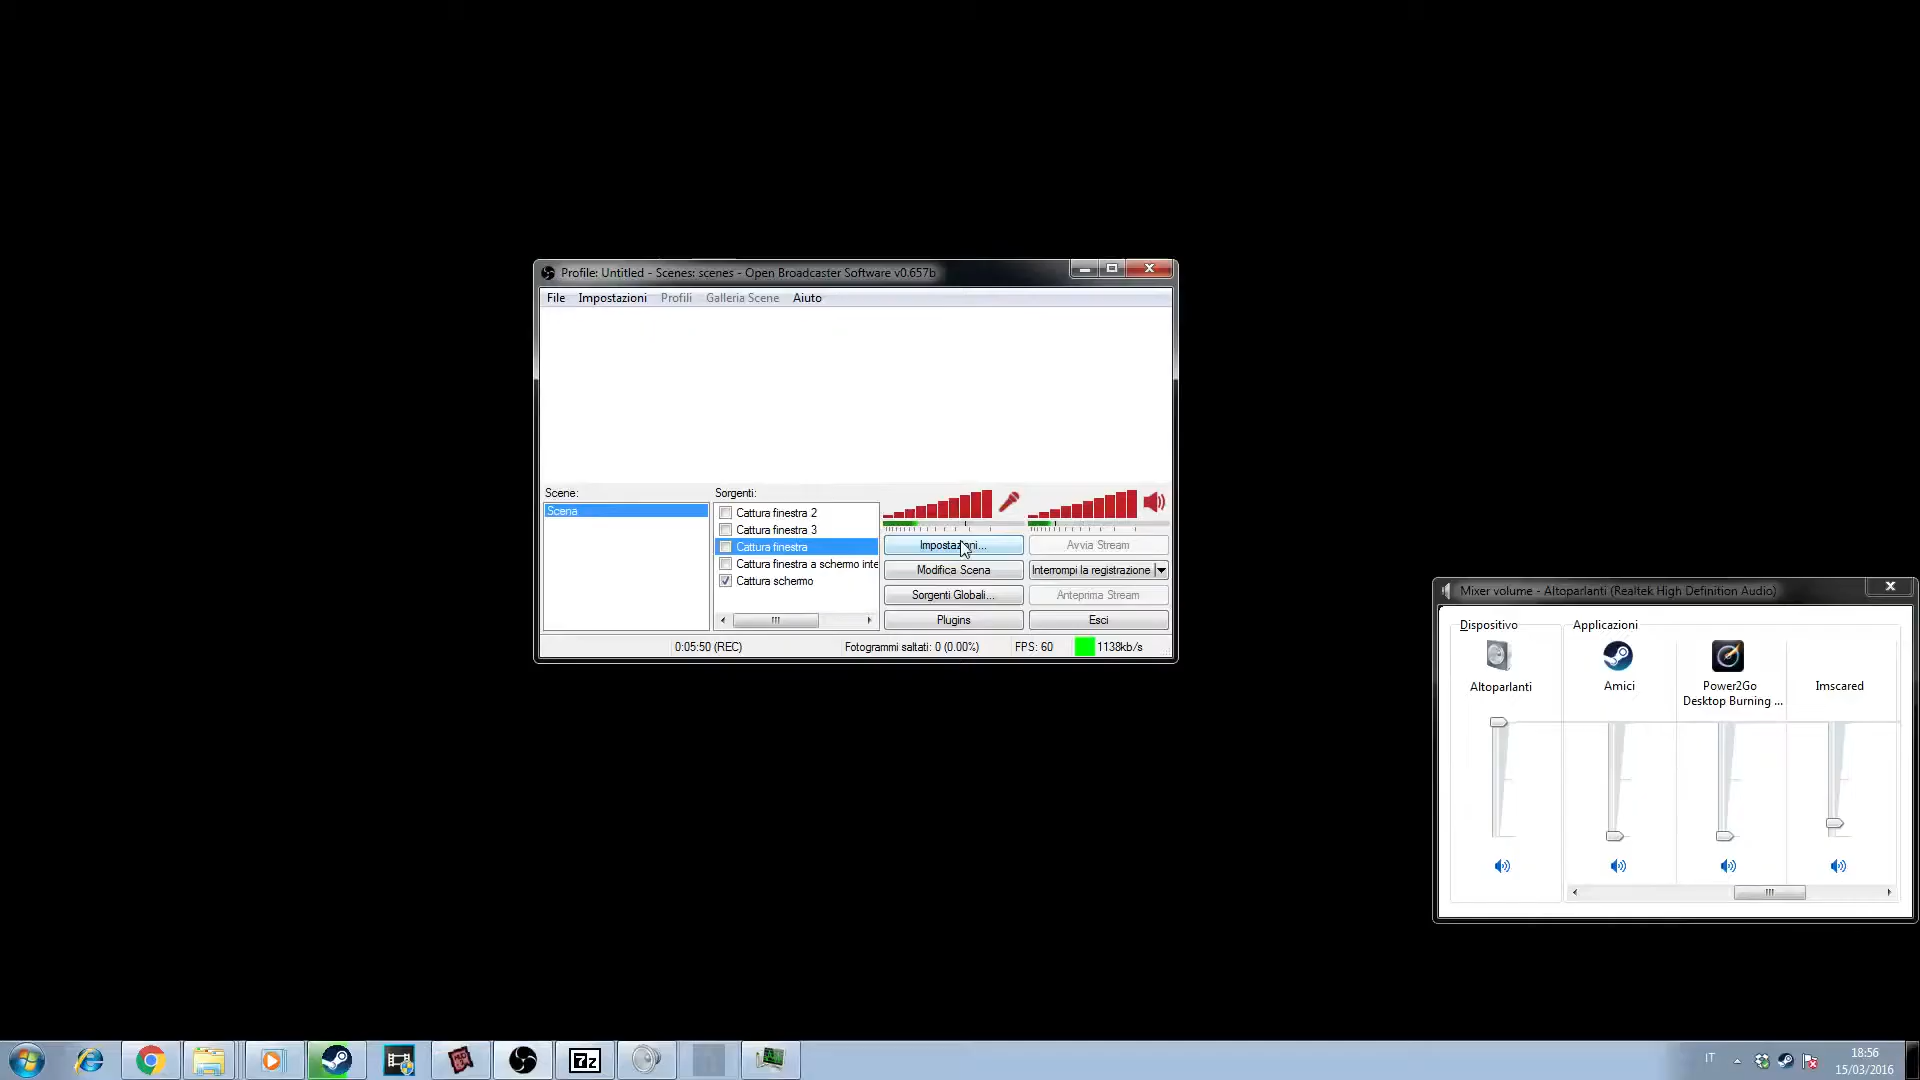 Profile: Untitled - Scenes: scenes - Open Broadcaster Software v0.657b
File Impostazioni Profili Galleria Scene Aiuto
Scene:
Scena
Sorgenti:
Cattura finestra 2
Cattura finestra 3
Cattura finestra
Cattura finestra a schermo inte
Cattura schermo
Impostazioni... Avvia Stream
Modifica Scena Interrompi la registrazione
Sorgenti Globali... Anteprima Stream
Plugins Esci
0:05:50 (REC) Fotogrammi saltati: 0 (0.00%) FPS: 60 1138kb/s
Mixer volume - Altoparlanti (Realtek High Definition Audio)
Dispositivo Applicazioni
Altoparlanti
Amici
Power2Go
Desktop Burning ...
Imscared
7z
IT
18:56
15/03/2016